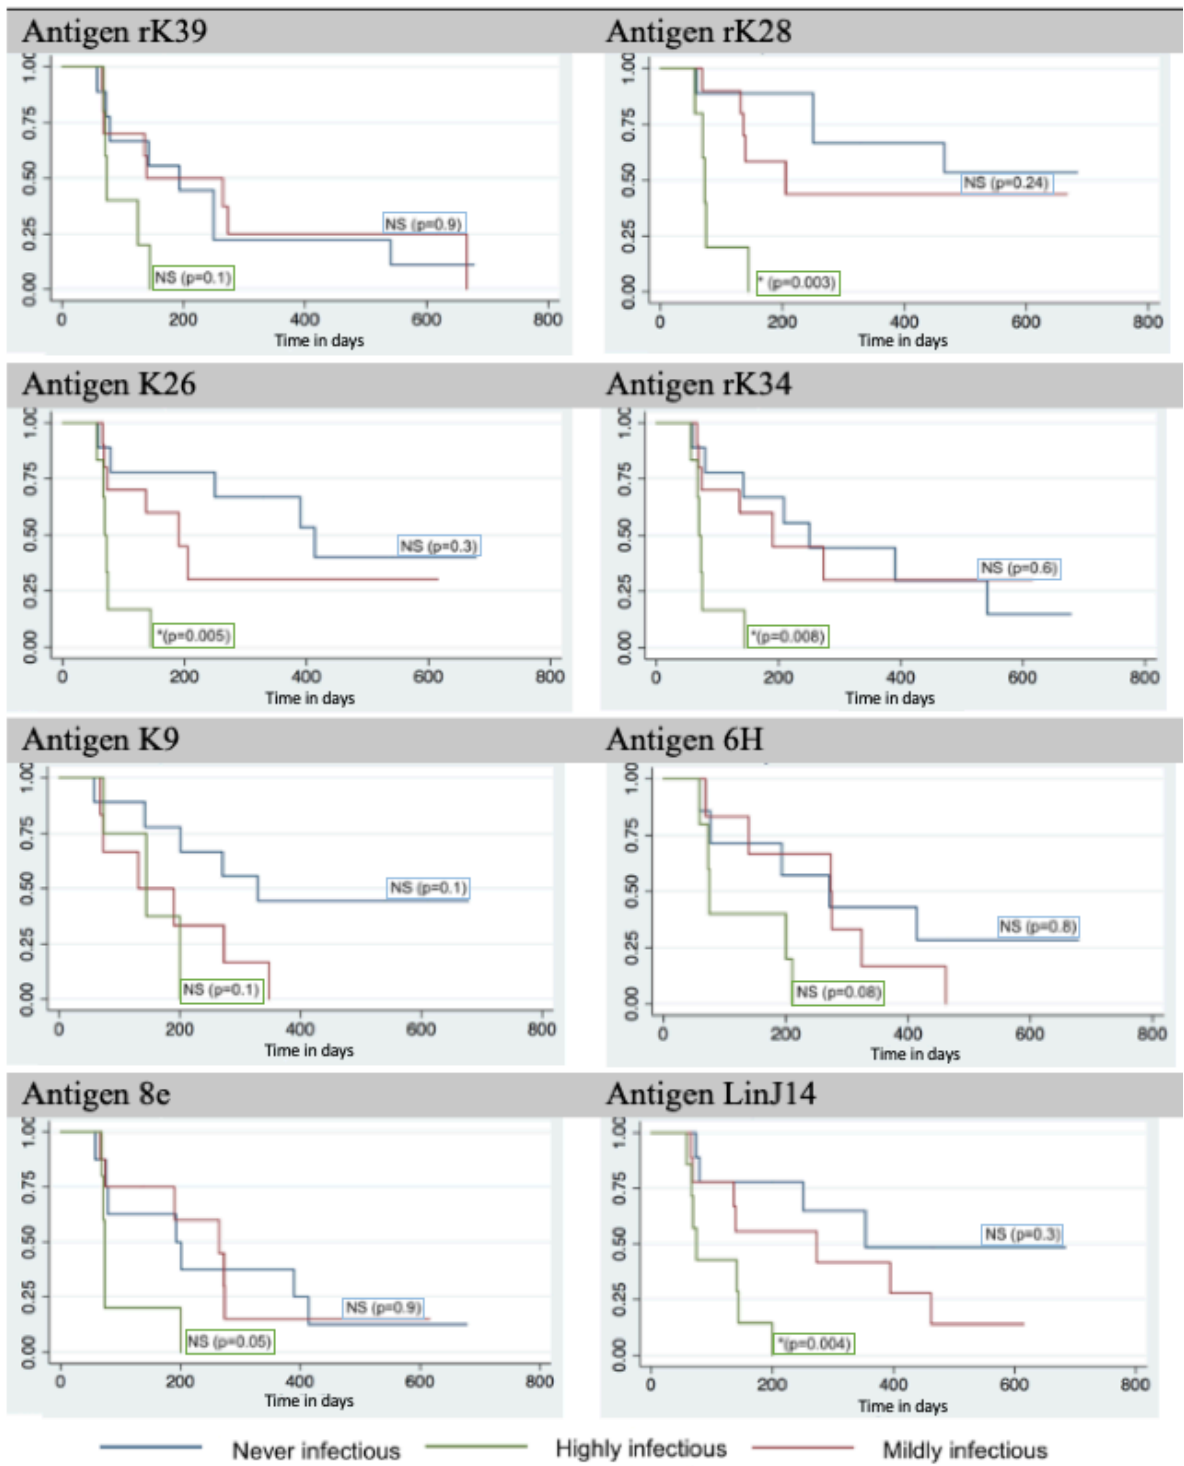 Antigen rK39
Antigen rK28
1.00
0.75
0.50
0.25
0.00
NS (p=0.9)
NS (p=0.1)
0 200 400 600 800
Time in days
1.00
0.75
0.50
0.25
0.00
NS (p=0.24)
* (p=0.003)
0 200 400 600 800
Time in days
Antigen K26
Antigen rK34
1.00
0.75
0.50
0.25
0.00
NS (p=0.3)
*(p=0.005)
0 200 400 600 800
Time in days
1.00
0.75
0.50
0.25
0.00
NS (p=0.6)
*(p=0.008)
0 200 400 600 800
Time in days
Antigen K9
Antigen 6H
1.00
0.75
0.50
0.25
0.00
NS (p=0.1)
NS (p=0.1)
0 200 400 600 800
Time in days
1.00
0.75
0.50
0.25
0.00
NS (p=0.8)
NS (p=0.08)
0 200 400 600 800
Time in days
Antigen 8e
Antigen LinJ14
1.00
0.75
0.50
0.25
0.00
NS (p=0.9)
NS (p=0.05)
0 200 400 600 800
Time in days
1.00
0.75
0.50
0.25
0.00
NS (p=0.3)
*(p=0.004)
0 200 400 600 800
Time in days
Never infectious Highly infectious Mildly infectious